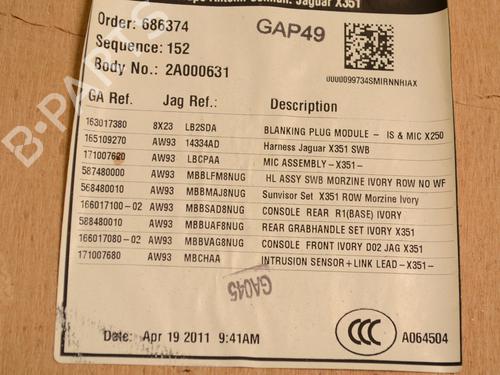 Jaguar X351
Order: 686374
GAP49
Sequence: 152
Body No.: 2A000631
0000099734SMIRNNHIAX
GA Ref. Jag Ref. Description
163017380 8X23 LB2SDA BLANKING PLUG MODULE - IS & MIC X250
165109270 AW93 14334AD Harness Jaguar X351 SWB
171007620 AW93 LBCPAA MIC ASSEMBLY -X351-
587480000 AW93 MBBLFM8NUG HL ASSY SWB MORZINE IVORY ROW NO WF
568480010 AW93 MBBMAJ8NUG Sunvisor Set X351 ROW Morzine Ivory
166017100-02 AW93 MBBSAD8NUG CONSOLE REAR R1(BASE) IVORY
588480010 AW93 MBBUAF8NUG REAR GRABHANDLE SET IVORY X351
166017080-02 AW93 MBBVAG8NUG CONSOLE FRONT IVORY D02 JAG X351
171007680 AW93 MBCHAA INTRUSION SENSOR+LINK LEAD -X351-
GA045
Date: Apr 19 2011 9:41AM
CCC
A064504
B-PARTS